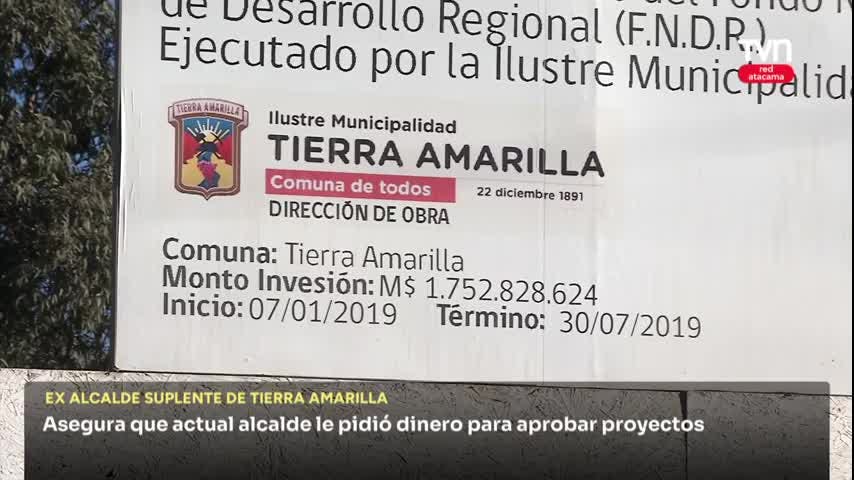 de Desarrollo Regional (F.N.D.R.)
Ejecutado por la Ilustre Municipalida
tvn
red
atacama
TIERRA AMARILLA
Ilustre Municipalidad
TIERRA AMARILLA
Comuna de todos
22 diciembre 1891
DIRECCIÓN DE OBRA
Comuna: Tierra Amarilla
Monto Invesión: M$ 1.752.828.624
Inicio: 07/01/2019 Término: 30/07/2019
EX ALCALDE SUPLENTE DE TIERRA AMARILLA
Asegura que actual alcalde le pidió dinero para aprobar proyectos